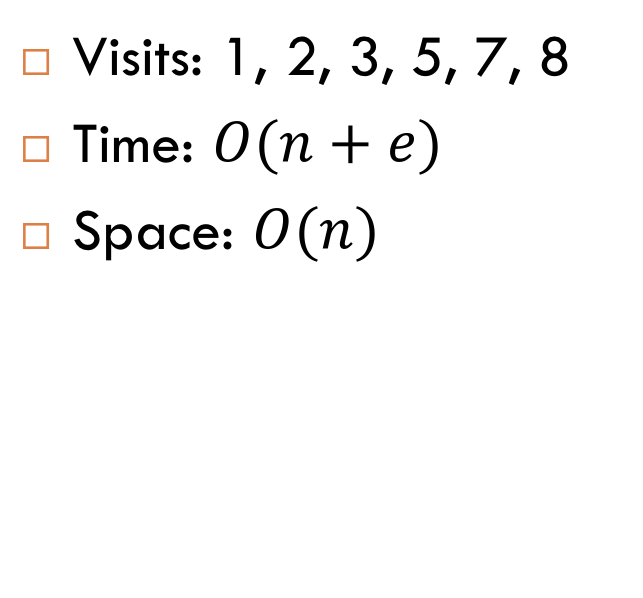 Visits: 1, 2, 3, 5, 7, 8
Time: O(n + e)
Space: O(n)